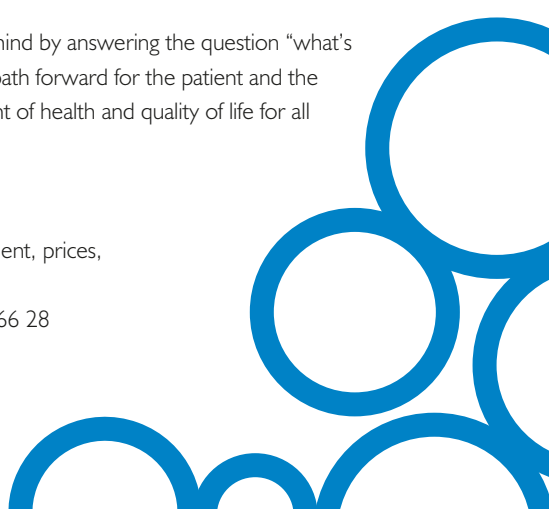 nind by answering the question “what’s
path forward for the patient and the
nt of health and quality of life for all
ent, prices,
66 28